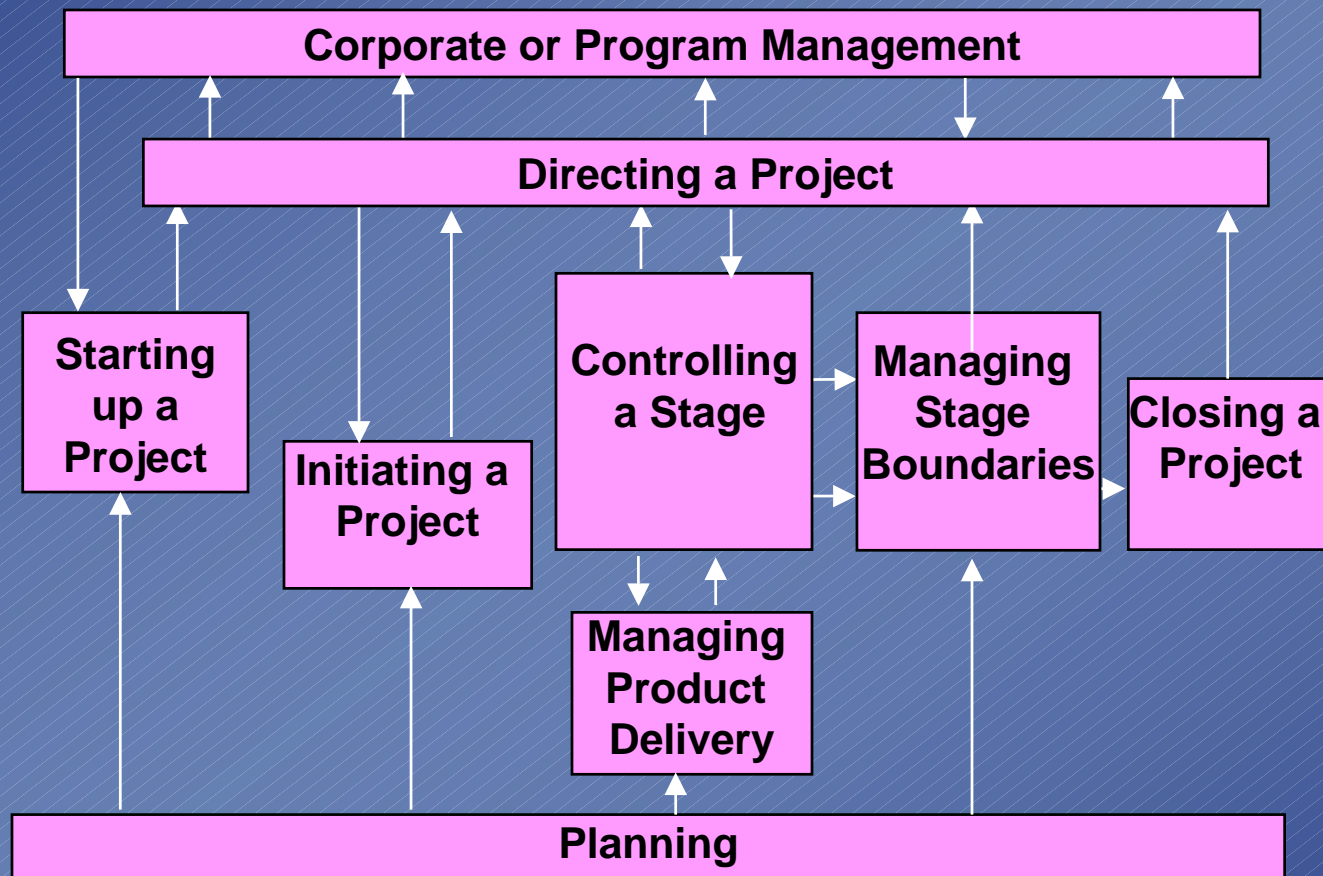 Corporate or Program Management
Directing a Project
Starting
up a
Project
Initiating a
Project
Controlling
a Stage
Managing
Stage
Boundaries
Closing a
Project
Managing
Product
Delivery
Planning